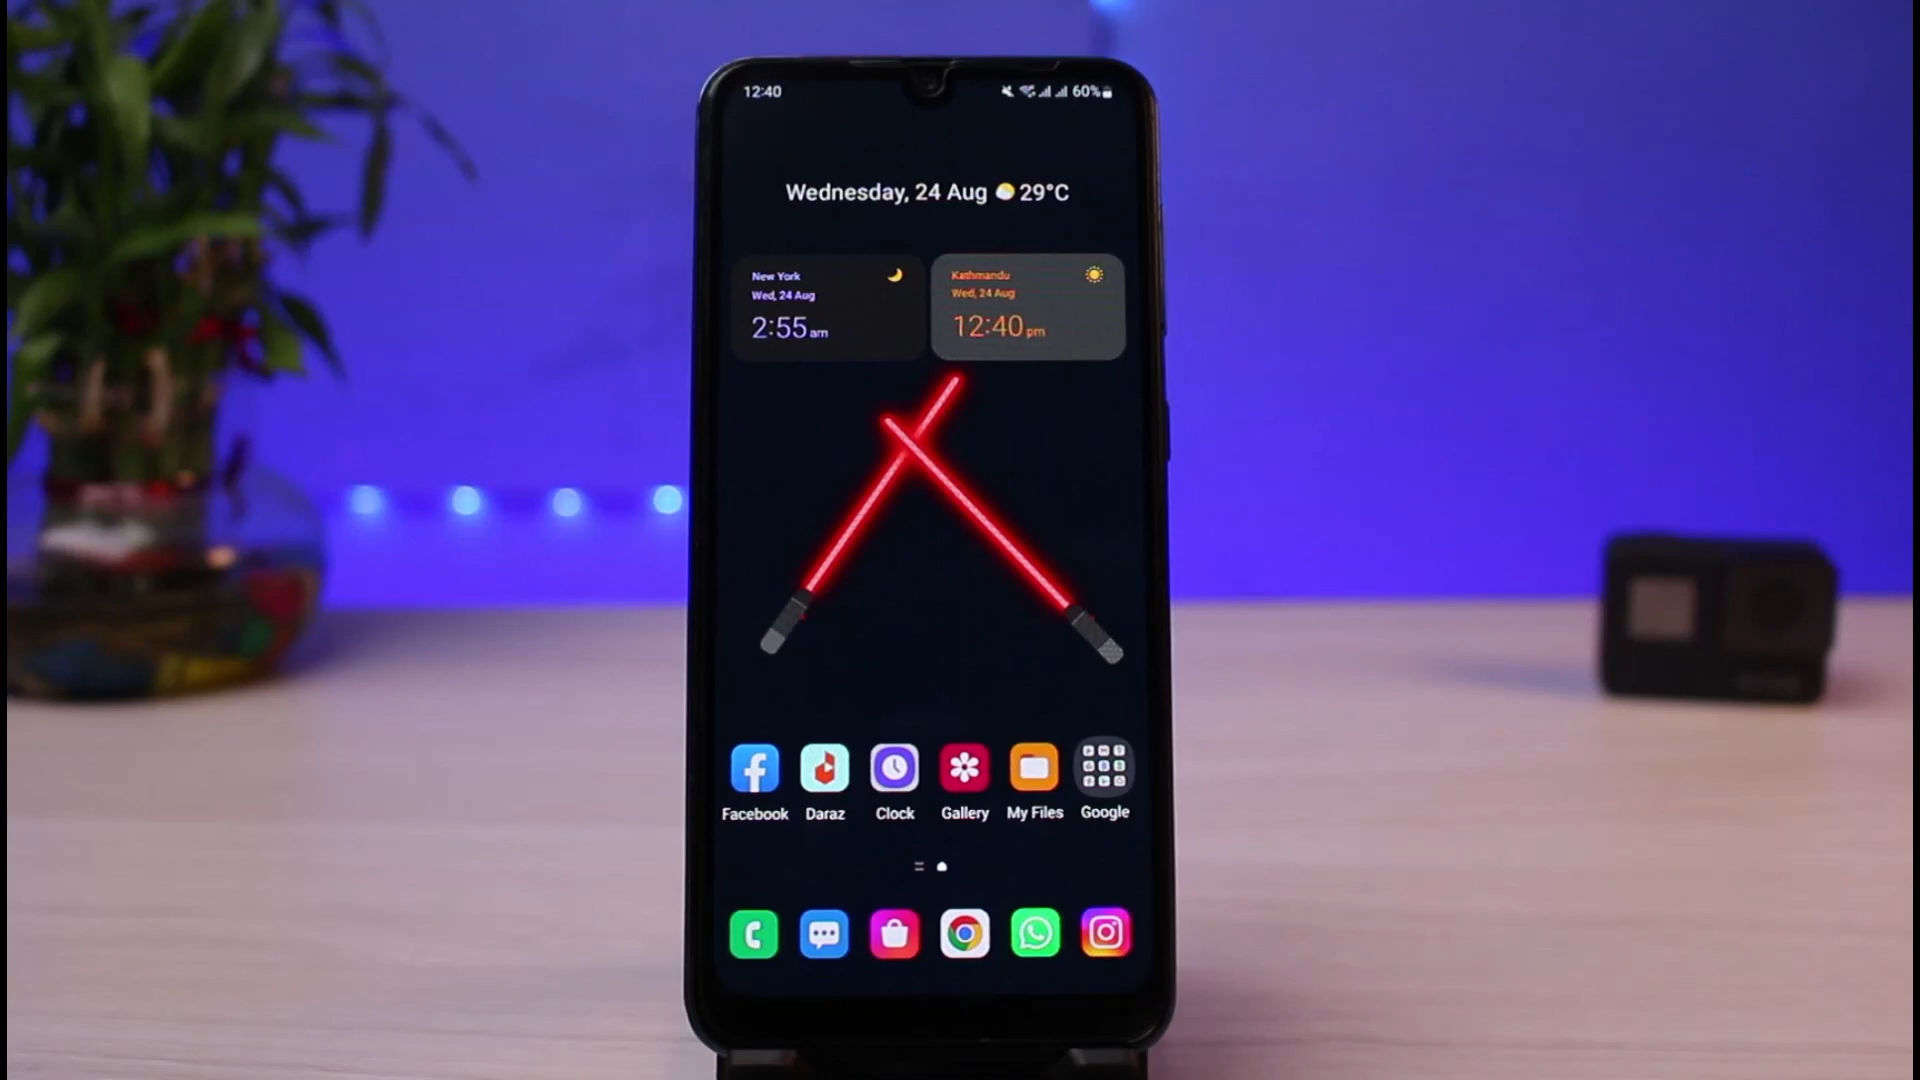 12:40 60%
Wednesday, 24 Aug 29°C
New York
Wed, 24 Aug
2:55 am
Kathmandu
Wed, 24 Aug
12:40 pm
Facebook Daraz Clock Gallery My Files Google